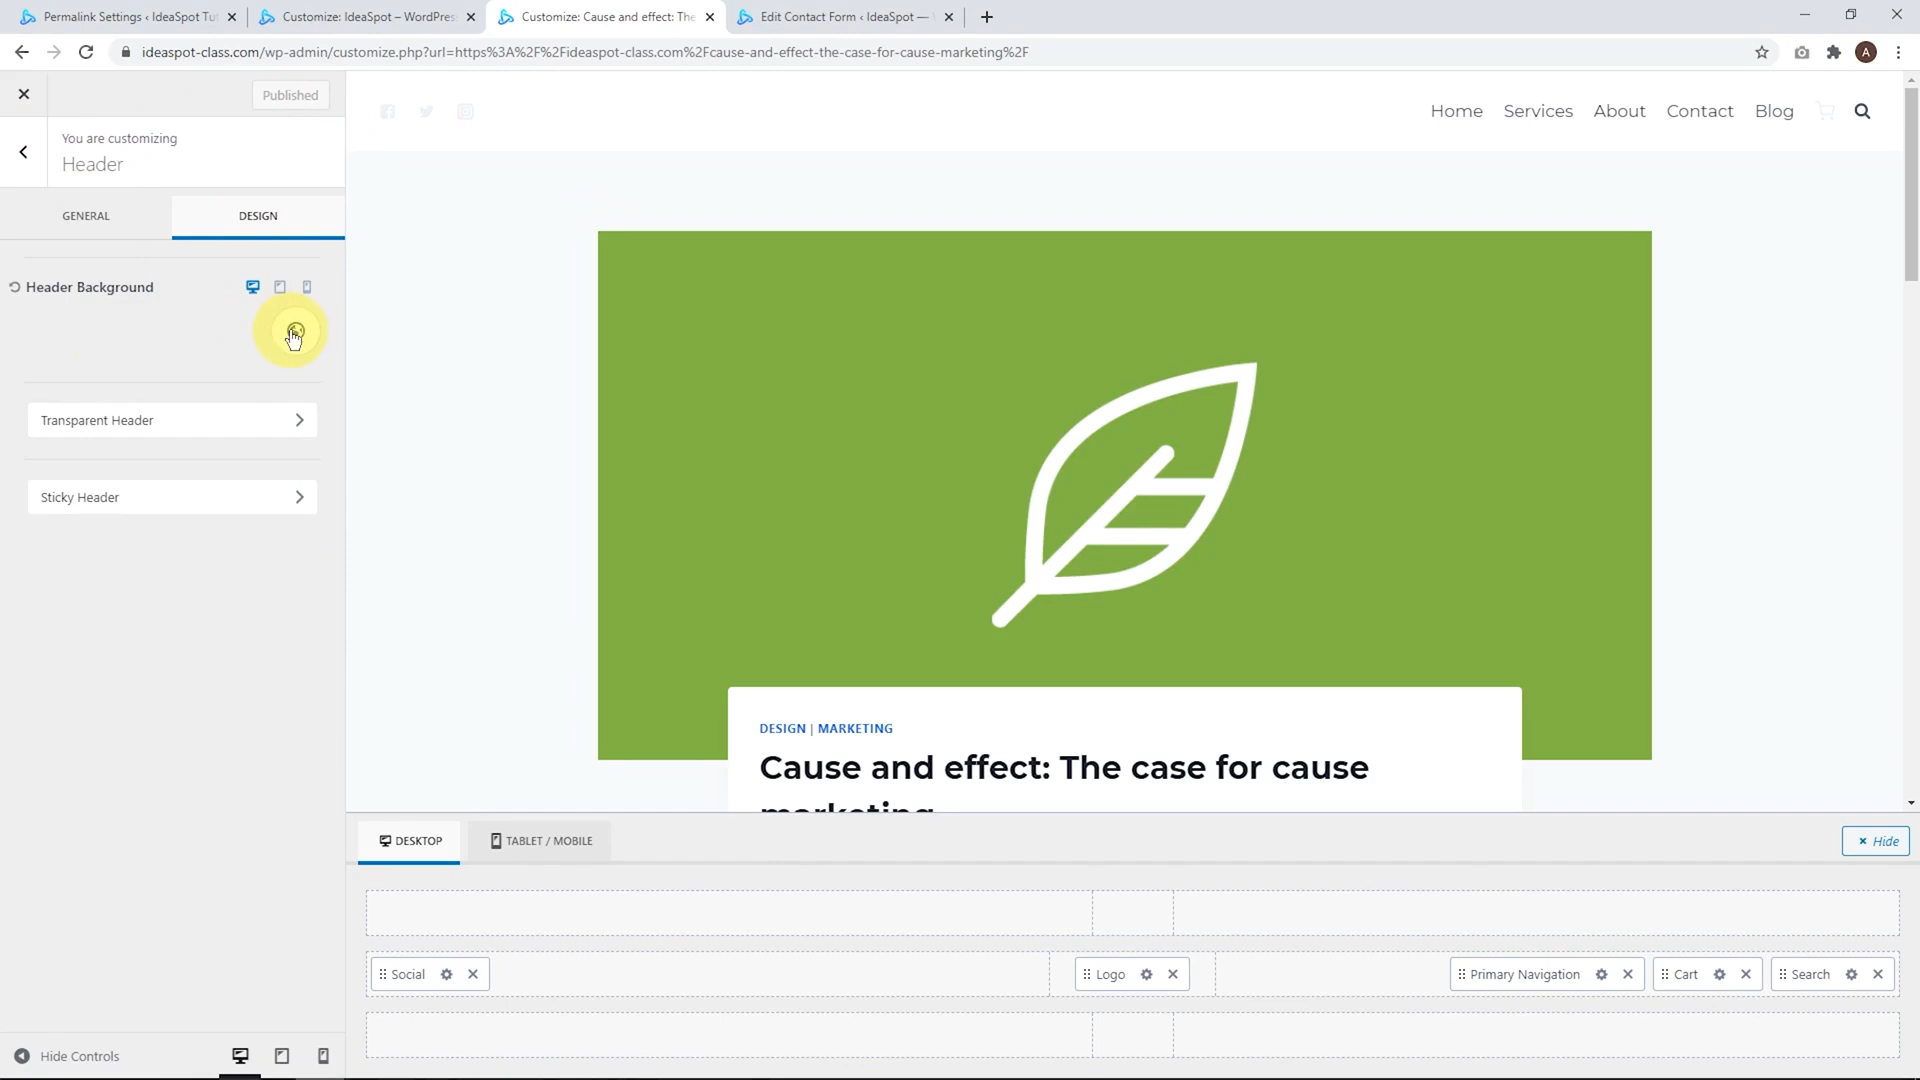 Permalink Settings ‹ IdeaSpot Tu
Customize: IdeaSpot – WordPress
Customize: Cause and effect: The
Edit Contact Form ‹ IdeaSpot —
ideaspot-class.com/wp-admin/customize.php?url=https%3A%2F%2Fideaspot-class.com%2Fcause-and-effect-the-case-for-cause-marketing%2F
A
Published
You are customizing
Header
GENERAL
DESIGN
Header Background
Transparent Header
Sticky Header
Hide Controls
Home
Services
About
Contact
Blog
DESIGN | MARKETING
Cause and effect: The case for cause
marketing
DESKTOP
TABLET / MOBILE
× Hide
Social
Logo
Primary Navigation
Cart
Search